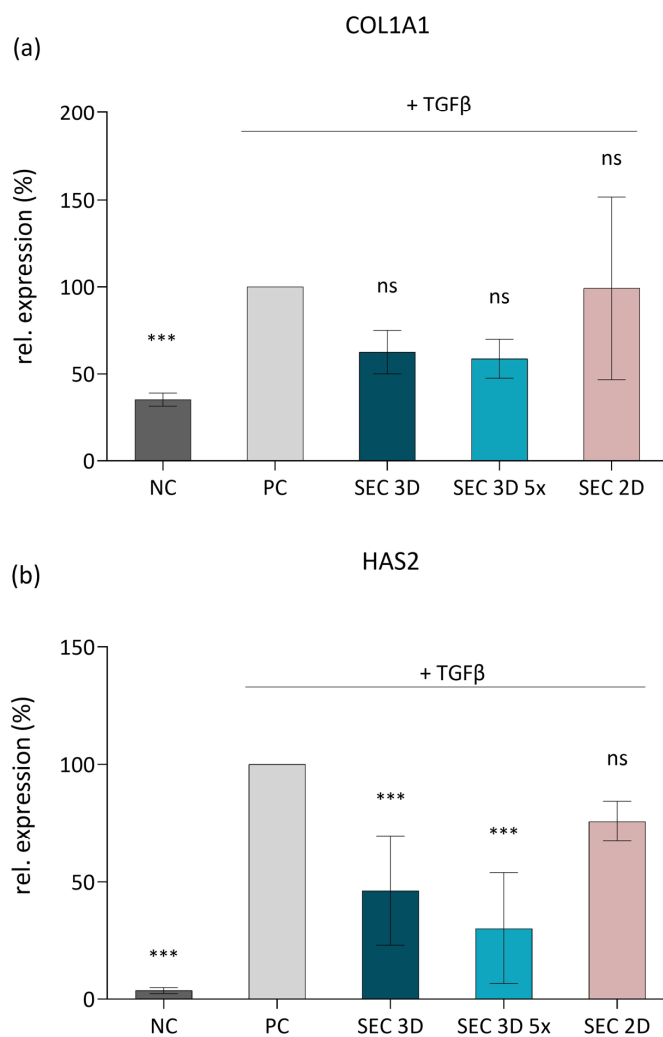 COL1A1
(a)
+ TGFβ
200
ns
150
rel. expression (%)
100
ns
ns
***
50
0
NC PC SEC 3D SEC 3D 5x SEC 2D
HAS2
(b)
150
+ TGFβ
rel. expression (%)
ns
100
***
***
50
***
0
NC PC SEC 3D SEC 3D 5x SEC 2D